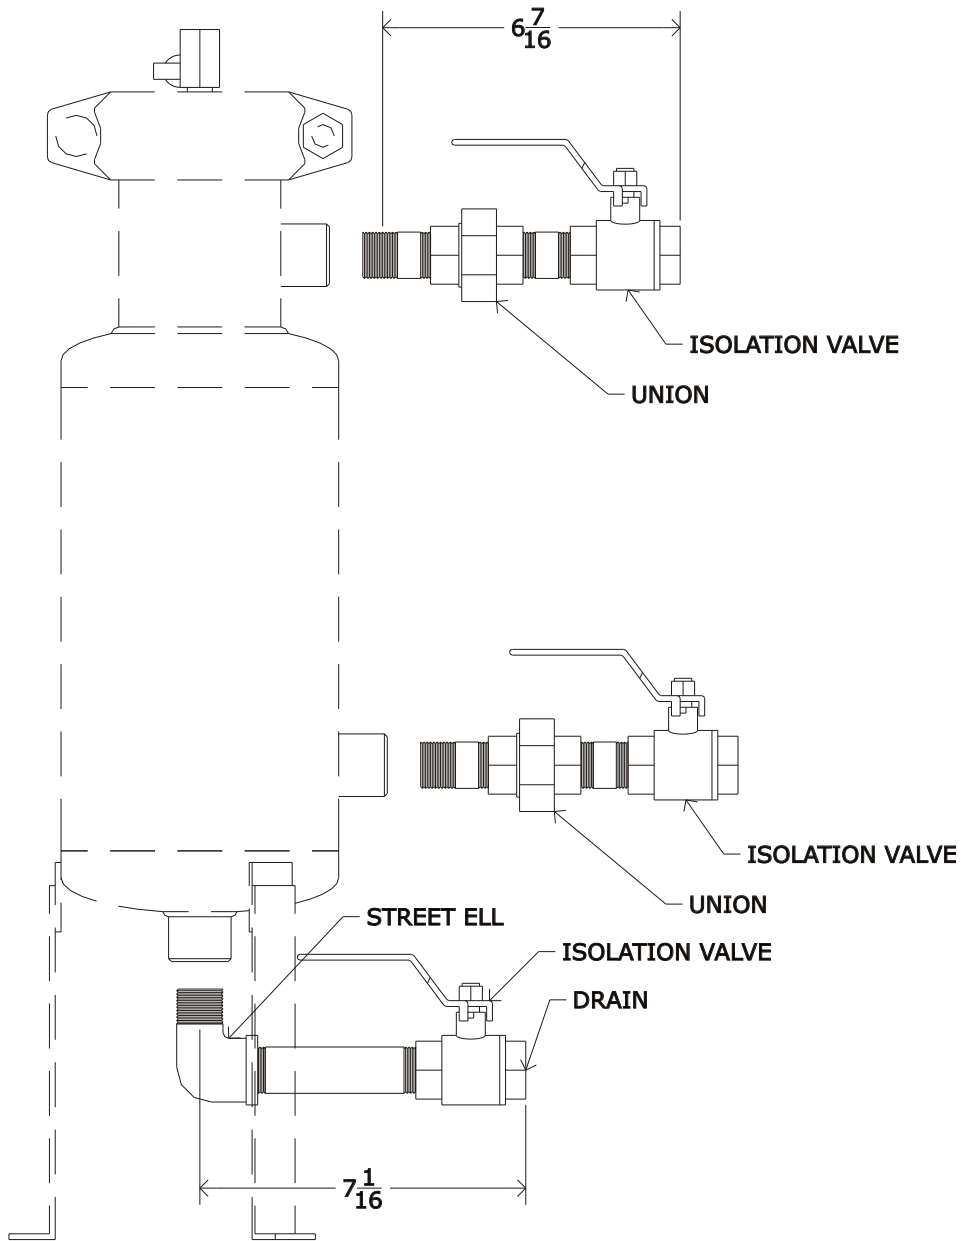 6 7/16
ISOLATION VALVE
UNION
ISOLATION VALVE
UNION
STREET ELL
ISOLATION VALVE
DRAIN
7 1/16